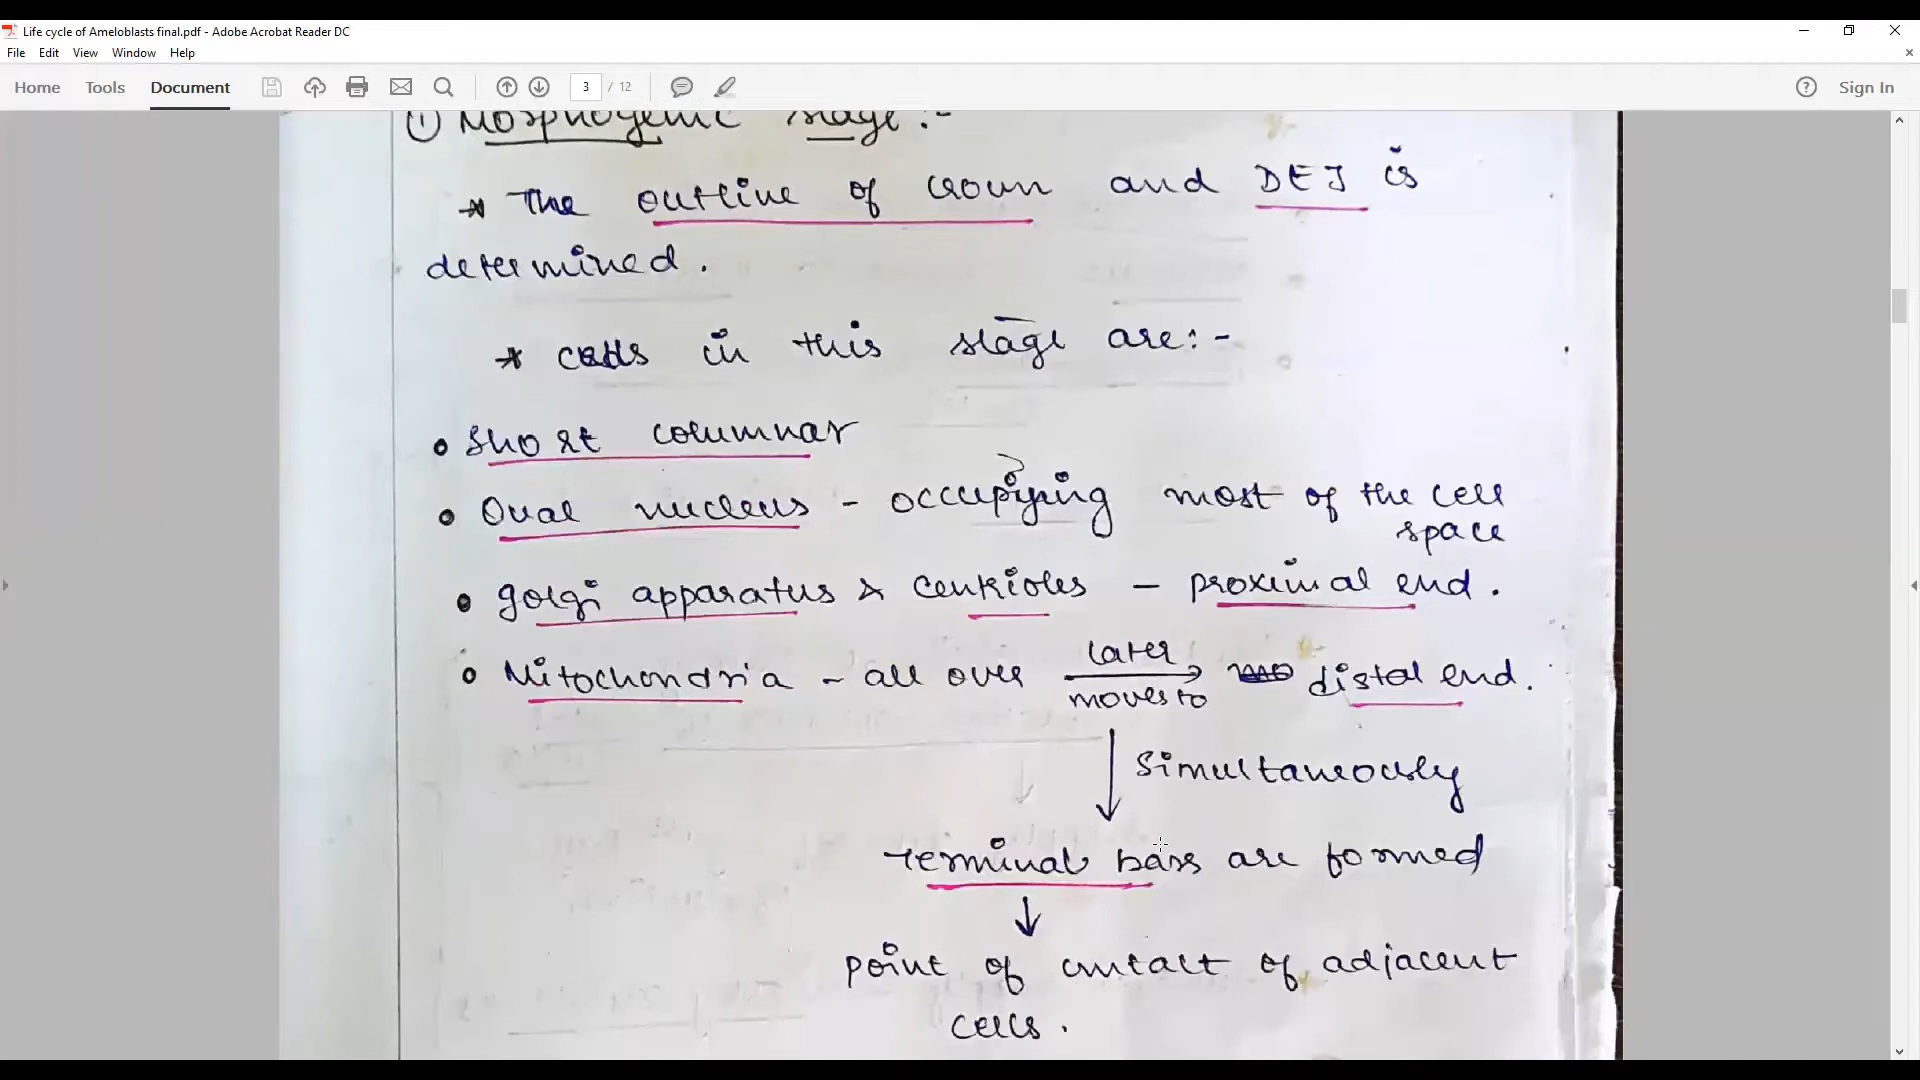 Life cycle of Ameloblasts final.pdf - Adobe Acrobat Reader DC
File Edit View Window Help
Home Tools Document 3 / 12 Sign In
① Morphogenic stage :-
* The outline of crown and DEJ is
determined.
* cells in this stage are :-
• Short columnar
• Oval nucleus - occupying most of the cell
space
• golgi apparatus & centrioles - proximal end.
• Mitochondria - all over later moves to distal end.
↓ Simultaneously
terminal bars are formed
↓
point of contact of adjacent
cells.